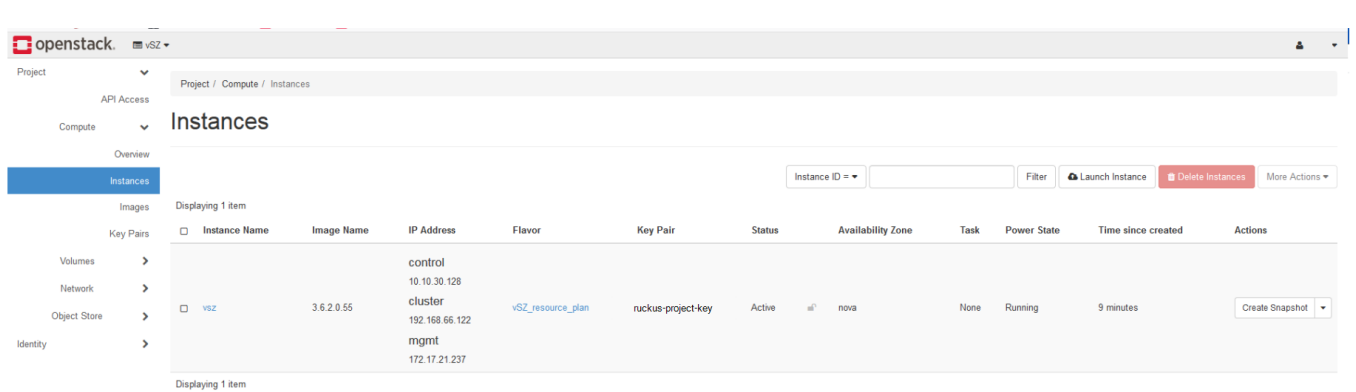 openstack. vSZ
Project
API Access
Compute
Overview
Instances
Images
Key Pairs
Volumes
Network
Object Store
Identity
Project / Compute / Instances
Instances
Instance ID = Filter Launch Instance Delete Instances More Actions
Displaying 1 item
Instance Name Image Name IP Address Flavor Key Pair Status Availability Zone Task Power State Time since created Actions
control
10.10.30.128
cluster
192.168.66.122
mgmt
172.17.21.237
vsz 3.6.2.0.55 vSZ_resource_plan ruckus-project-key Active nova None Running 9 minutes Create Snapshot
Displaying 1 item